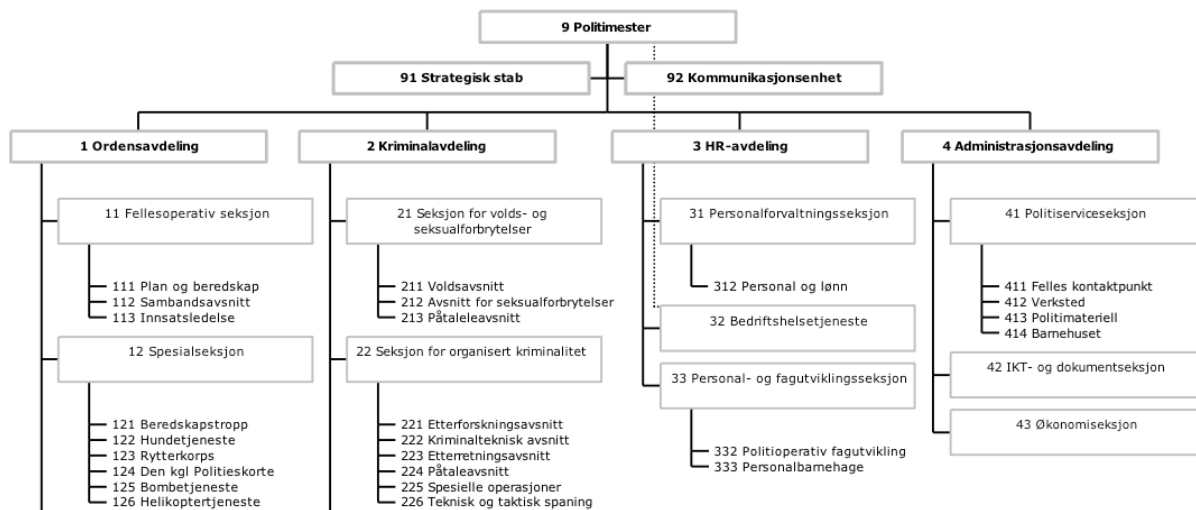 9 Politimester
91 Strategisk stab
92 Kommunikasjonsenhet
1 Ordensavdeling
11 Fellesoperativ seksjon
111 Plan og beredskap
112 Sambandsavsnitt
113 Innsatsledelse
12 Spesialseksjon
121 Beredskapstropp
122 Hundetjeneste
123 Rytterkorps
124 Den kgl Politieskorte
125 Bombetjeneste
126 Helikoptertjeneste
2 Kriminalavdeling
21 Seksjon for volds- og
seksualforbrytelser
211 Voldsavsnitt
212 Avsnitt for seksualforbrytelser
213 Påtaleleavsnitt
22 Seksjon for organisert kriminalitet
221 Etterforskningsavsnitt
222 Kriminalteknisk avsnitt
223 Etterretningsavsnitt
224 Påtaleavsnitt
225 Spesielle operasjoner
226 Teknisk og taktisk spaning
3 HR-avdeling
31 Personalforvaltningsseksjon
312 Personal og lønn
32 Bedriftshelsetjeneste
33 Personal- og fagutviklingsseksjon
332 Politioperativ fagutvikling
333 Personalbarnehage
4 Administrasjonsavdeling
41 Politiserviceseksjon
411 Felles kontaktpunkt
412 Verksted
413 Politimateriell
414 Barnehuset
42 IKT- og dokumentseksjon
43 Økonomiseksjon